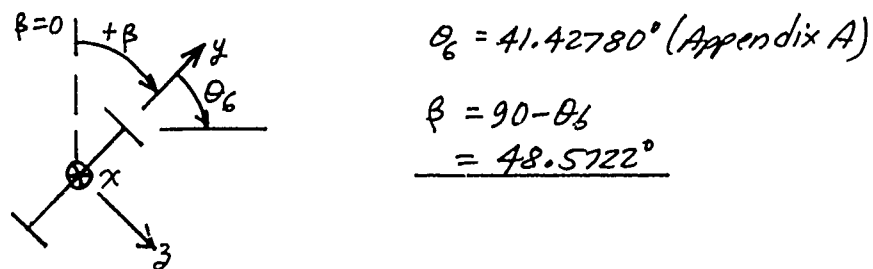 β=0
+β
y
θ6
x
z
θ6 = 41.42780° (Appendix A)
β = 90-θ6
= 48.5722°